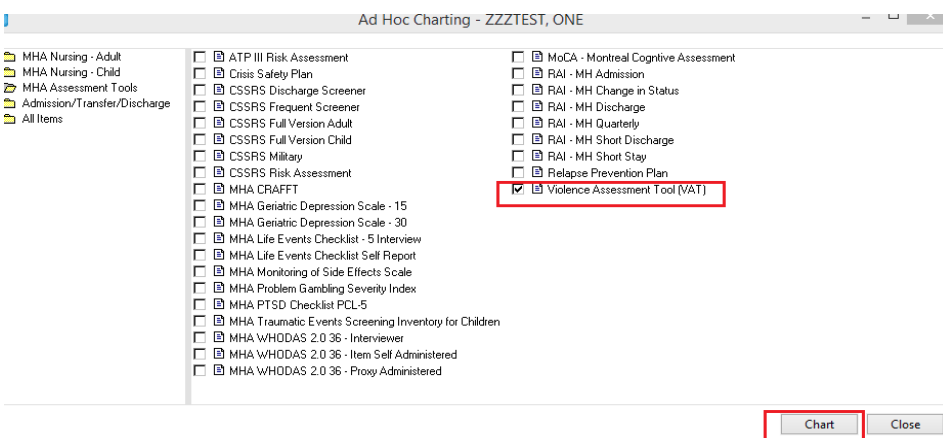 Ad Hoc Charting - ZZZTEST, ONE
MHA Nursing - Adult
MHA Nursing - Child
MHA Assessment Tools
Admission/Transfer/Discharge
All Items
ATP III Risk Assessment
Crisis Safety Plan
CSSRS Discharge Screener
CSSRS Frequent Screener
CSSRS Full Version Adult
CSSRS Full Version Child
CSSRS Military
CSSRS Risk Assessment
MHA CRAFFT
MHA Geriatric Depression Scale - 15
MHA Geriatric Depression Scale - 30
MHA Life Events Checklist - 5 Interview
MHA Life Events Checklist Self Report
MHA Monitoring of Side Effects Scale
MHA Problem Gambling Severity Index
MHA PTSD Checklist PCL-5
MHA Traumatic Events Screening Inventory for Children
MHA WHODAS 2.0 36 - Interviewer
MHA WHODAS 2.0 36 - Item Self Administered
MHA WHODAS 2.0 36 - Proxy Administered
MoCA - Montreal Cogntive Assessment
RAI - MH Admission
RAI - MH Change in Status
RAI - MH Discharge
RAI - MH Quarterly
RAI - MH Short Discharge
RAI - MH Short Stay
Relapse Prevention Plan
Violence Assessment Tool (VAT)
Chart
Close